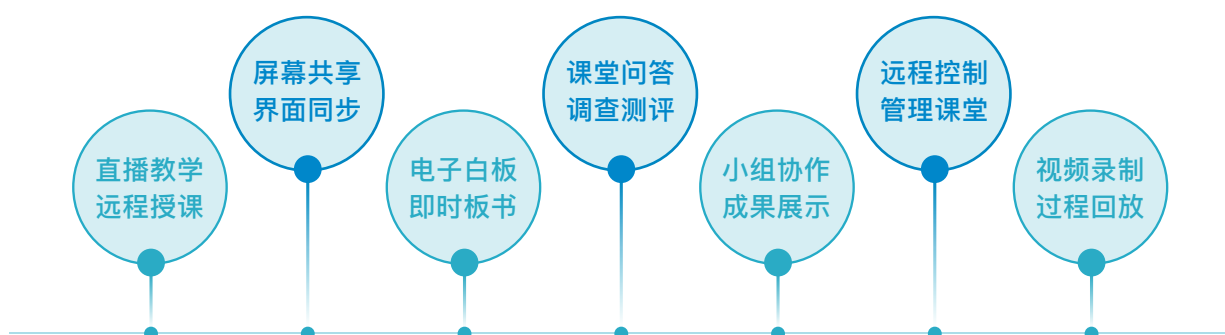 直播教学
远程授课
屏幕共享
界面同步
电子白板
即时板书
课堂问答
调查测评
小组协作
成果展示
远程控制
管理课堂
视频录制
过程回放